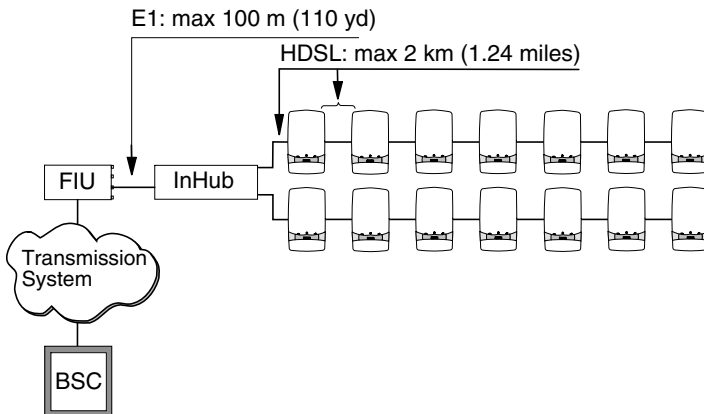 E1: max 100 m (110 yd)
HDSL: max 2 km (1.24 miles)
FIU
InHub
Transmission
System
BSC